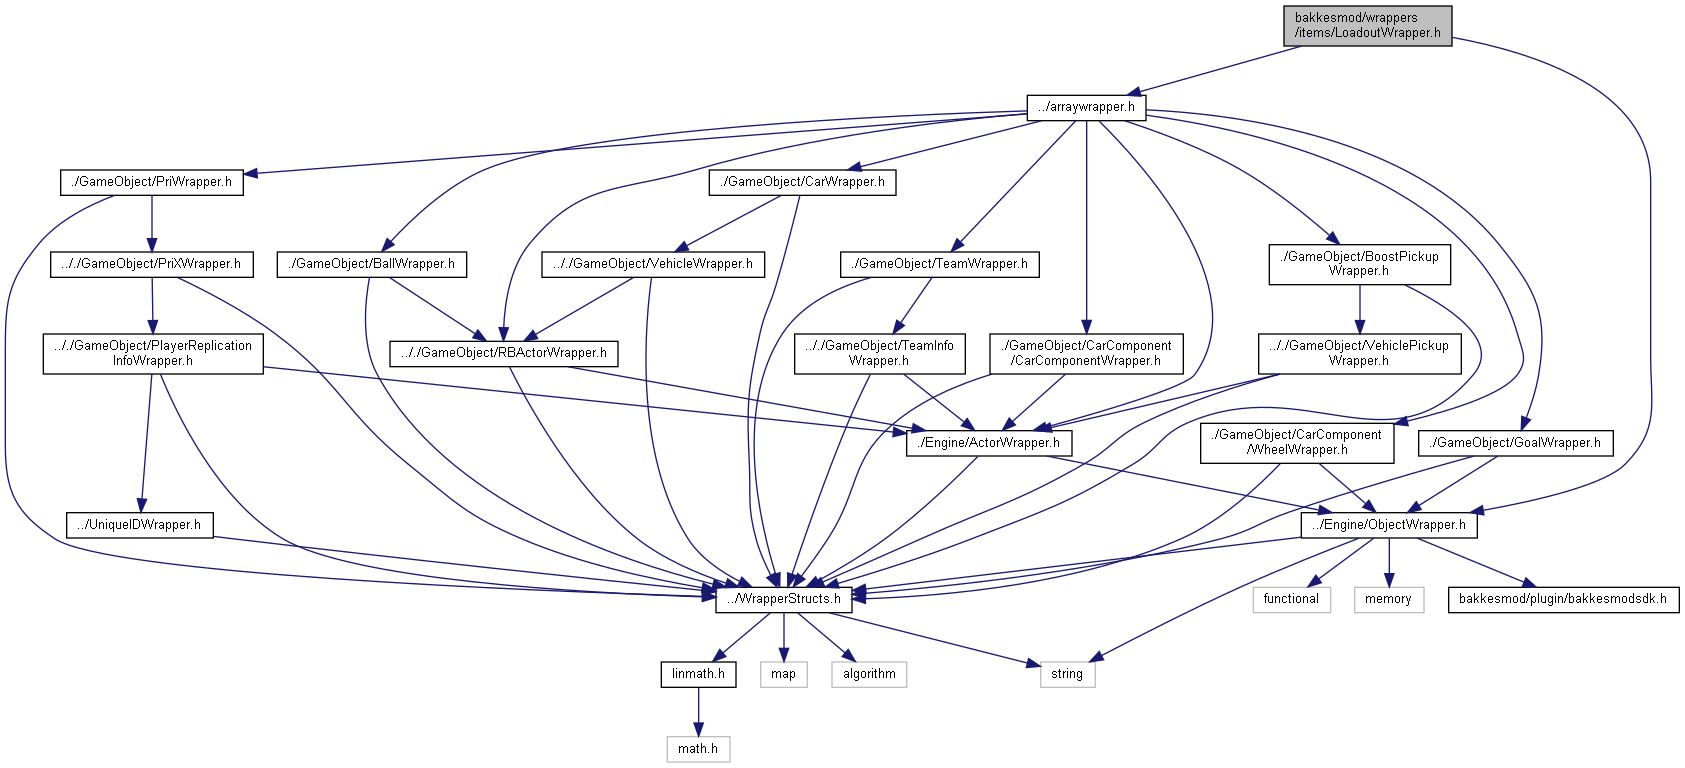 bakkesmod/wrappers
/items/LoadoutWrapper.h
../arraywrapper.h
./GameObject/PriWrapper.h
./GameObject/CarWrapper.h
.././GameObject/PriXWrapper.h
./GameObject/BallWrapper.h
.././GameObject/VehicleWrapper.h
./GameObject/TeamWrapper.h
./GameObject/BoostPickup
Wrapper.h
.././GameObject/PlayerReplication
InfoWrapper.h
.././GameObject/RBActorWrapper.h
.././GameObject/TeamInfo
Wrapper.h
./GameObject/CarComponent
/CarComponentWrapper.h
.././GameObject/VehiclePickup
Wrapper.h
./Engine/ActorWrapper.h
./GameObject/CarComponent
/WheelWrapper.h
./GameObject/GoalWrapper.h
../UniqueIDWrapper.h
../Engine/ObjectWrapper.h
../WrapperStructs.h
functional
memory
bakkesmod/plugin/bakkesmodsdk.h
linmath.h
map
algorithm
string
math.h